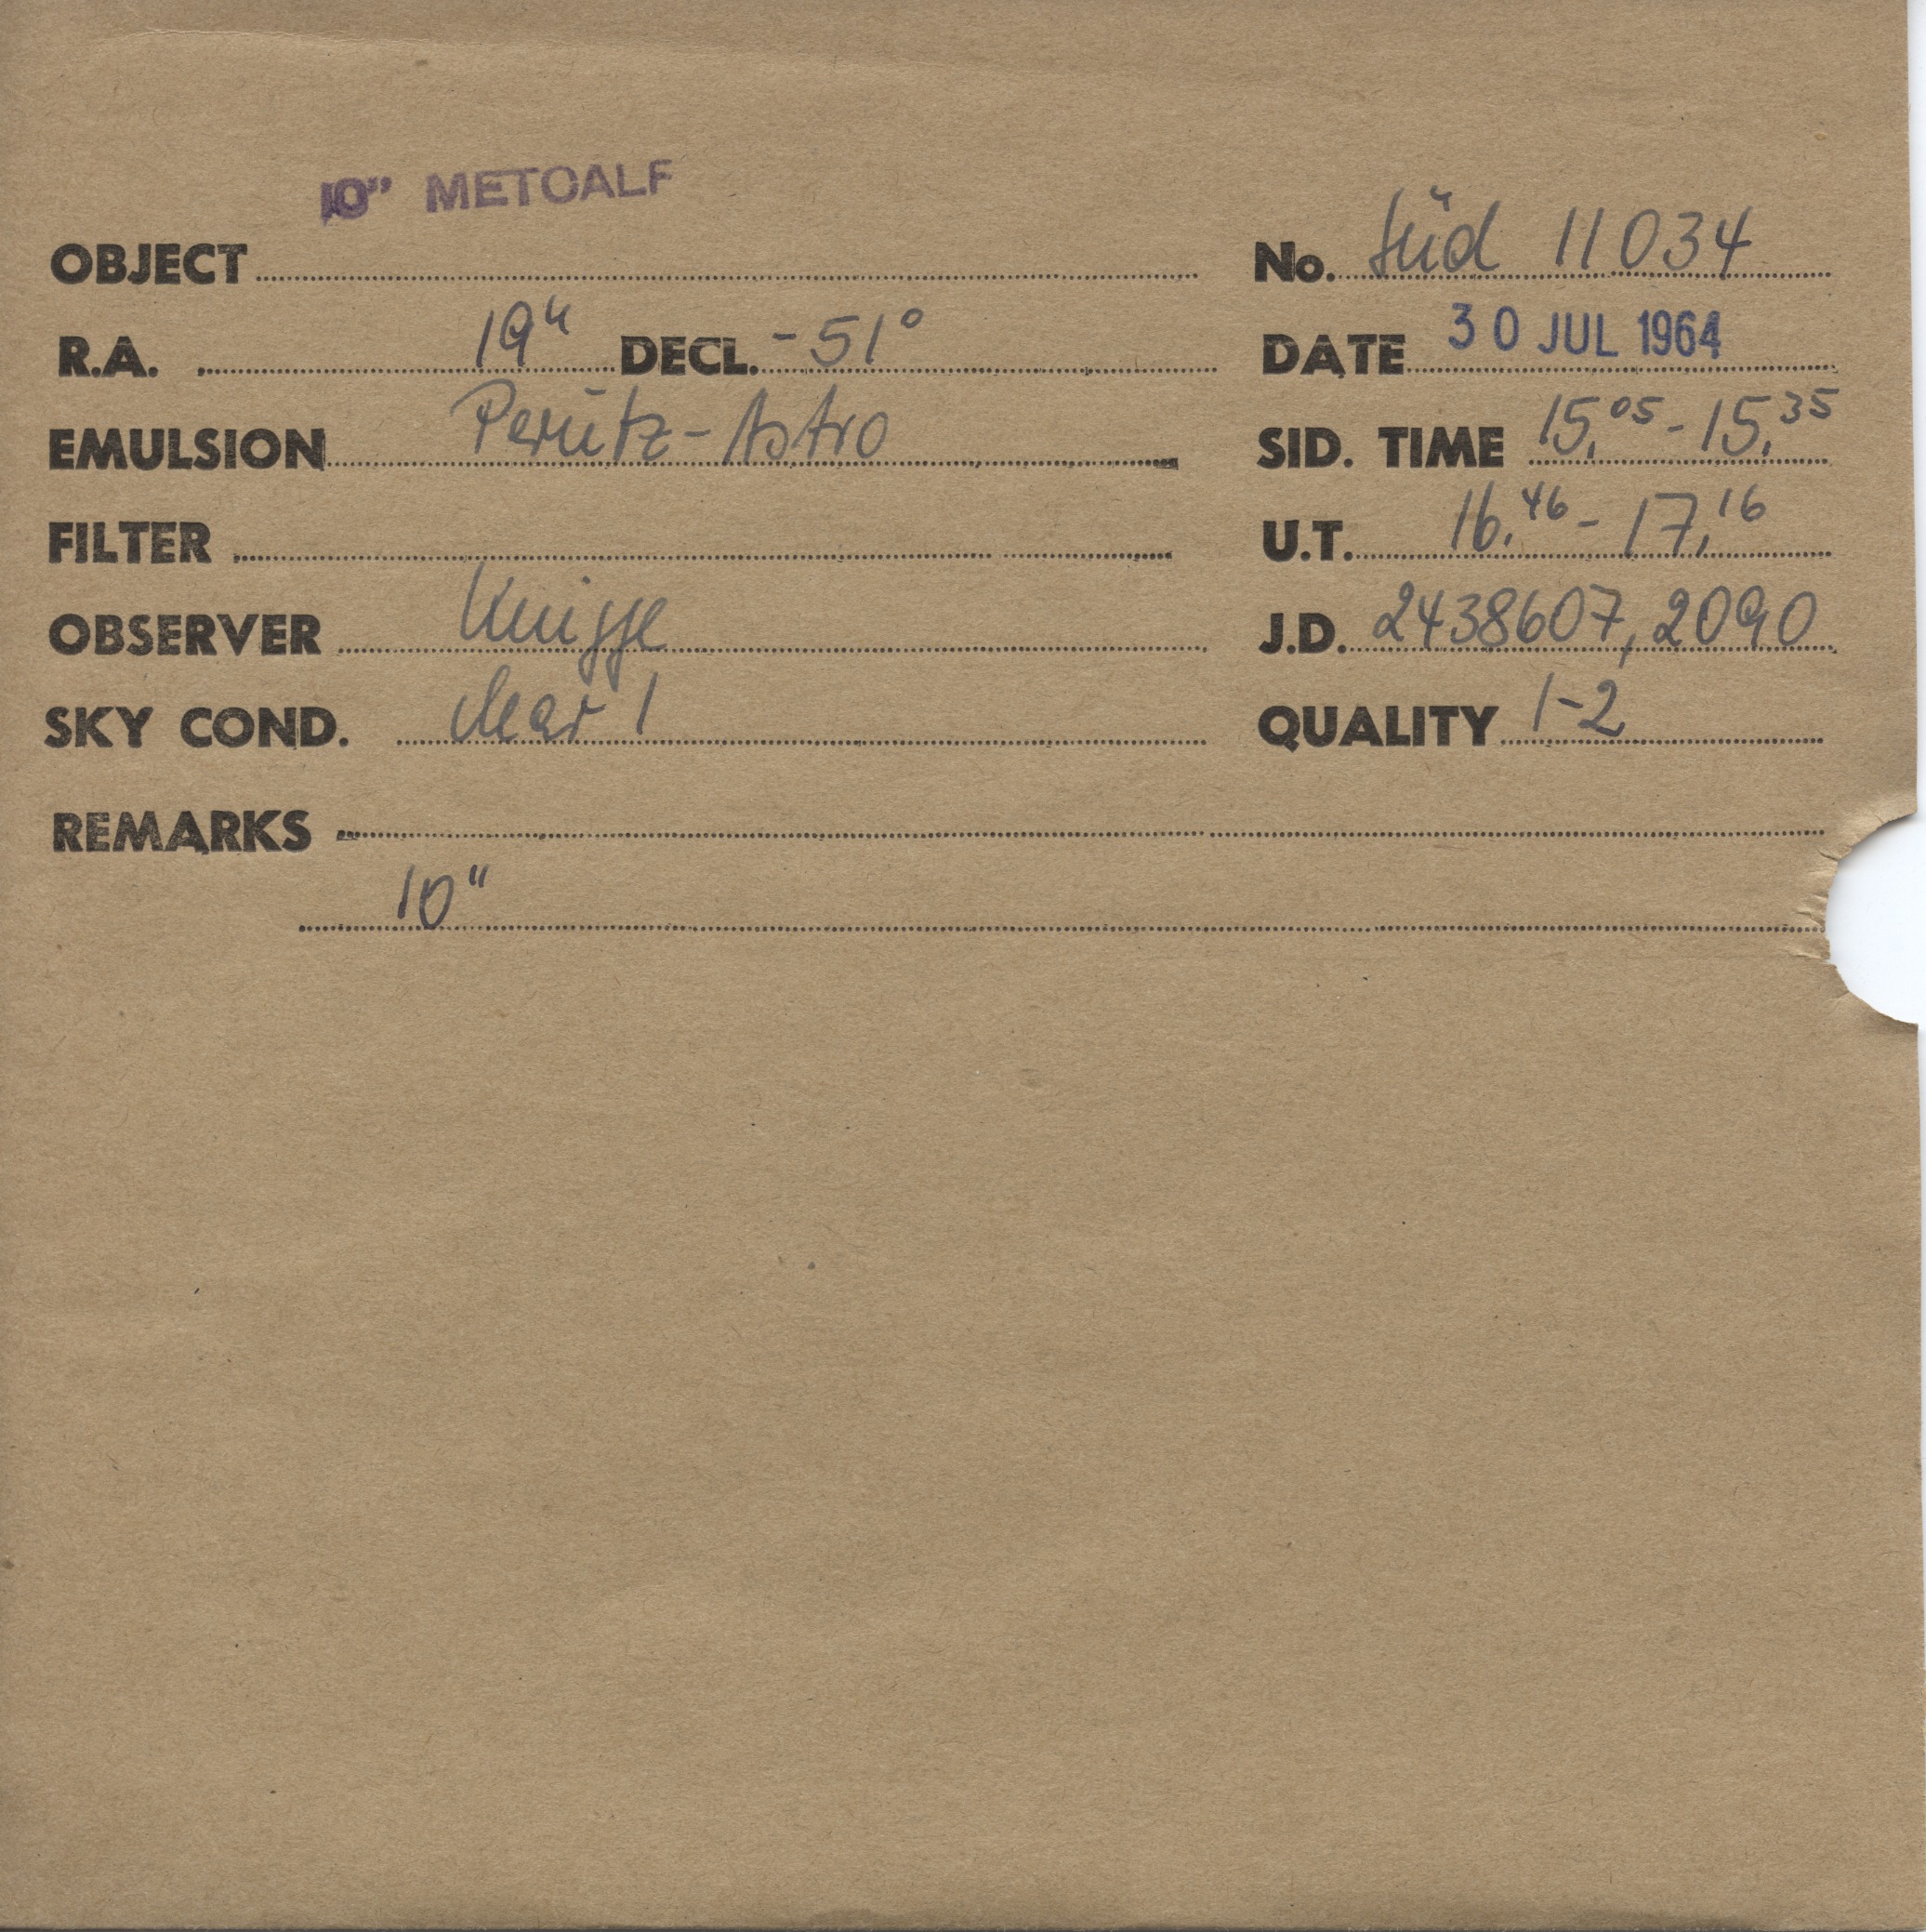 10" METCALF
OBJECT No. Süd 11034
R.A. 19h DECL. -51° DATE 30 JUL 1964
EMULSION Perutz-Astro SID. TIME 15,05 - 15,35
FILTER U.T. 16,46 - 17,16
OBSERVER Knigge J.D. 2438607,2090
SKY COND. clear 1 QUALITY 1-2
REMARKS
10"